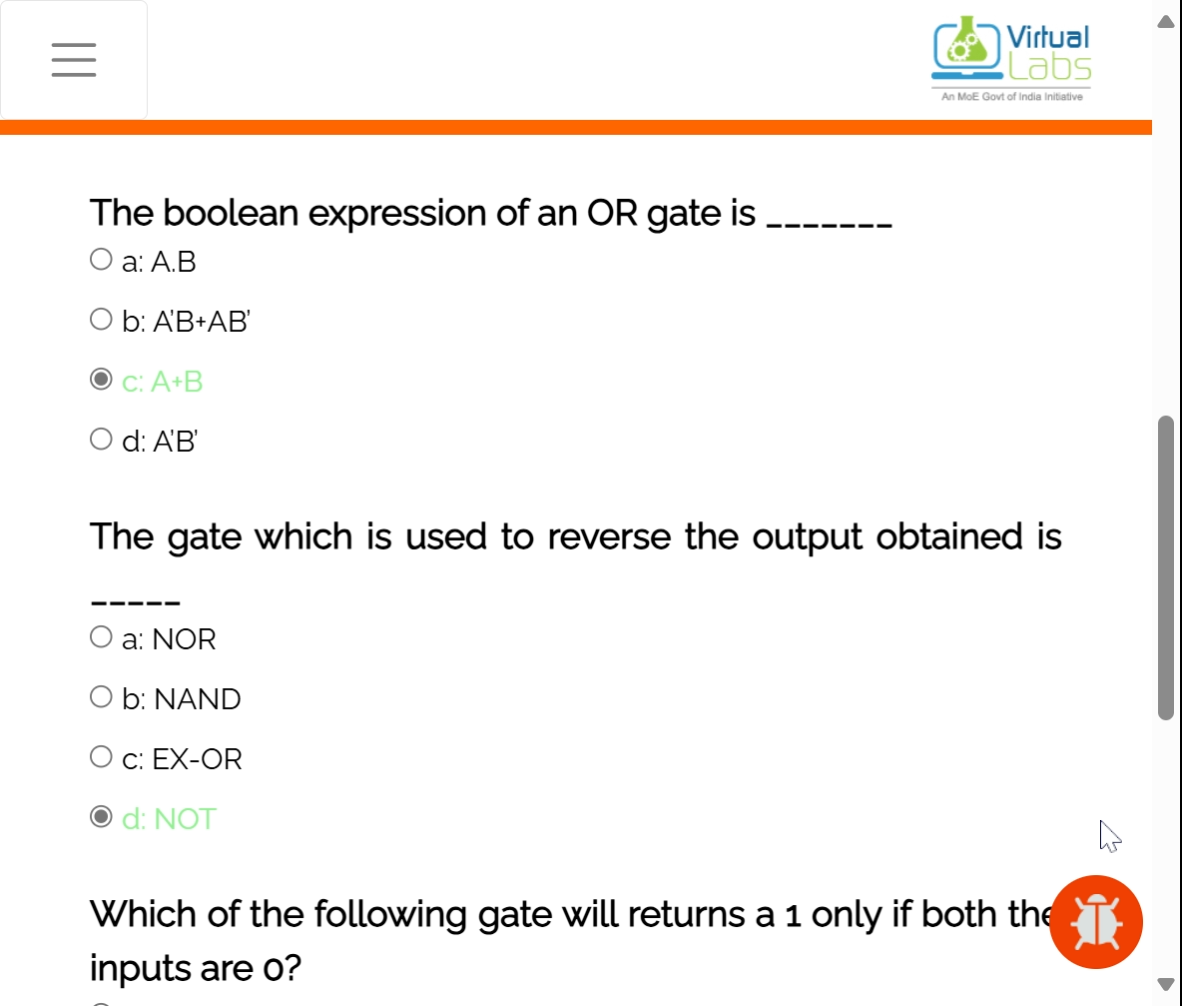 Virtual
Labs
An MoE Govt of India Initiative
The boolean expression of an OR gate is _______
a: A.B
b: A'B+AB'
c: A+B
d: A'B'
The gate which is used to reverse the output obtained is
_____
a: NOR
b: NAND
c: EX-OR
d: NOT
Which of the following gate will returns a 1 only if both the
inputs are 0?